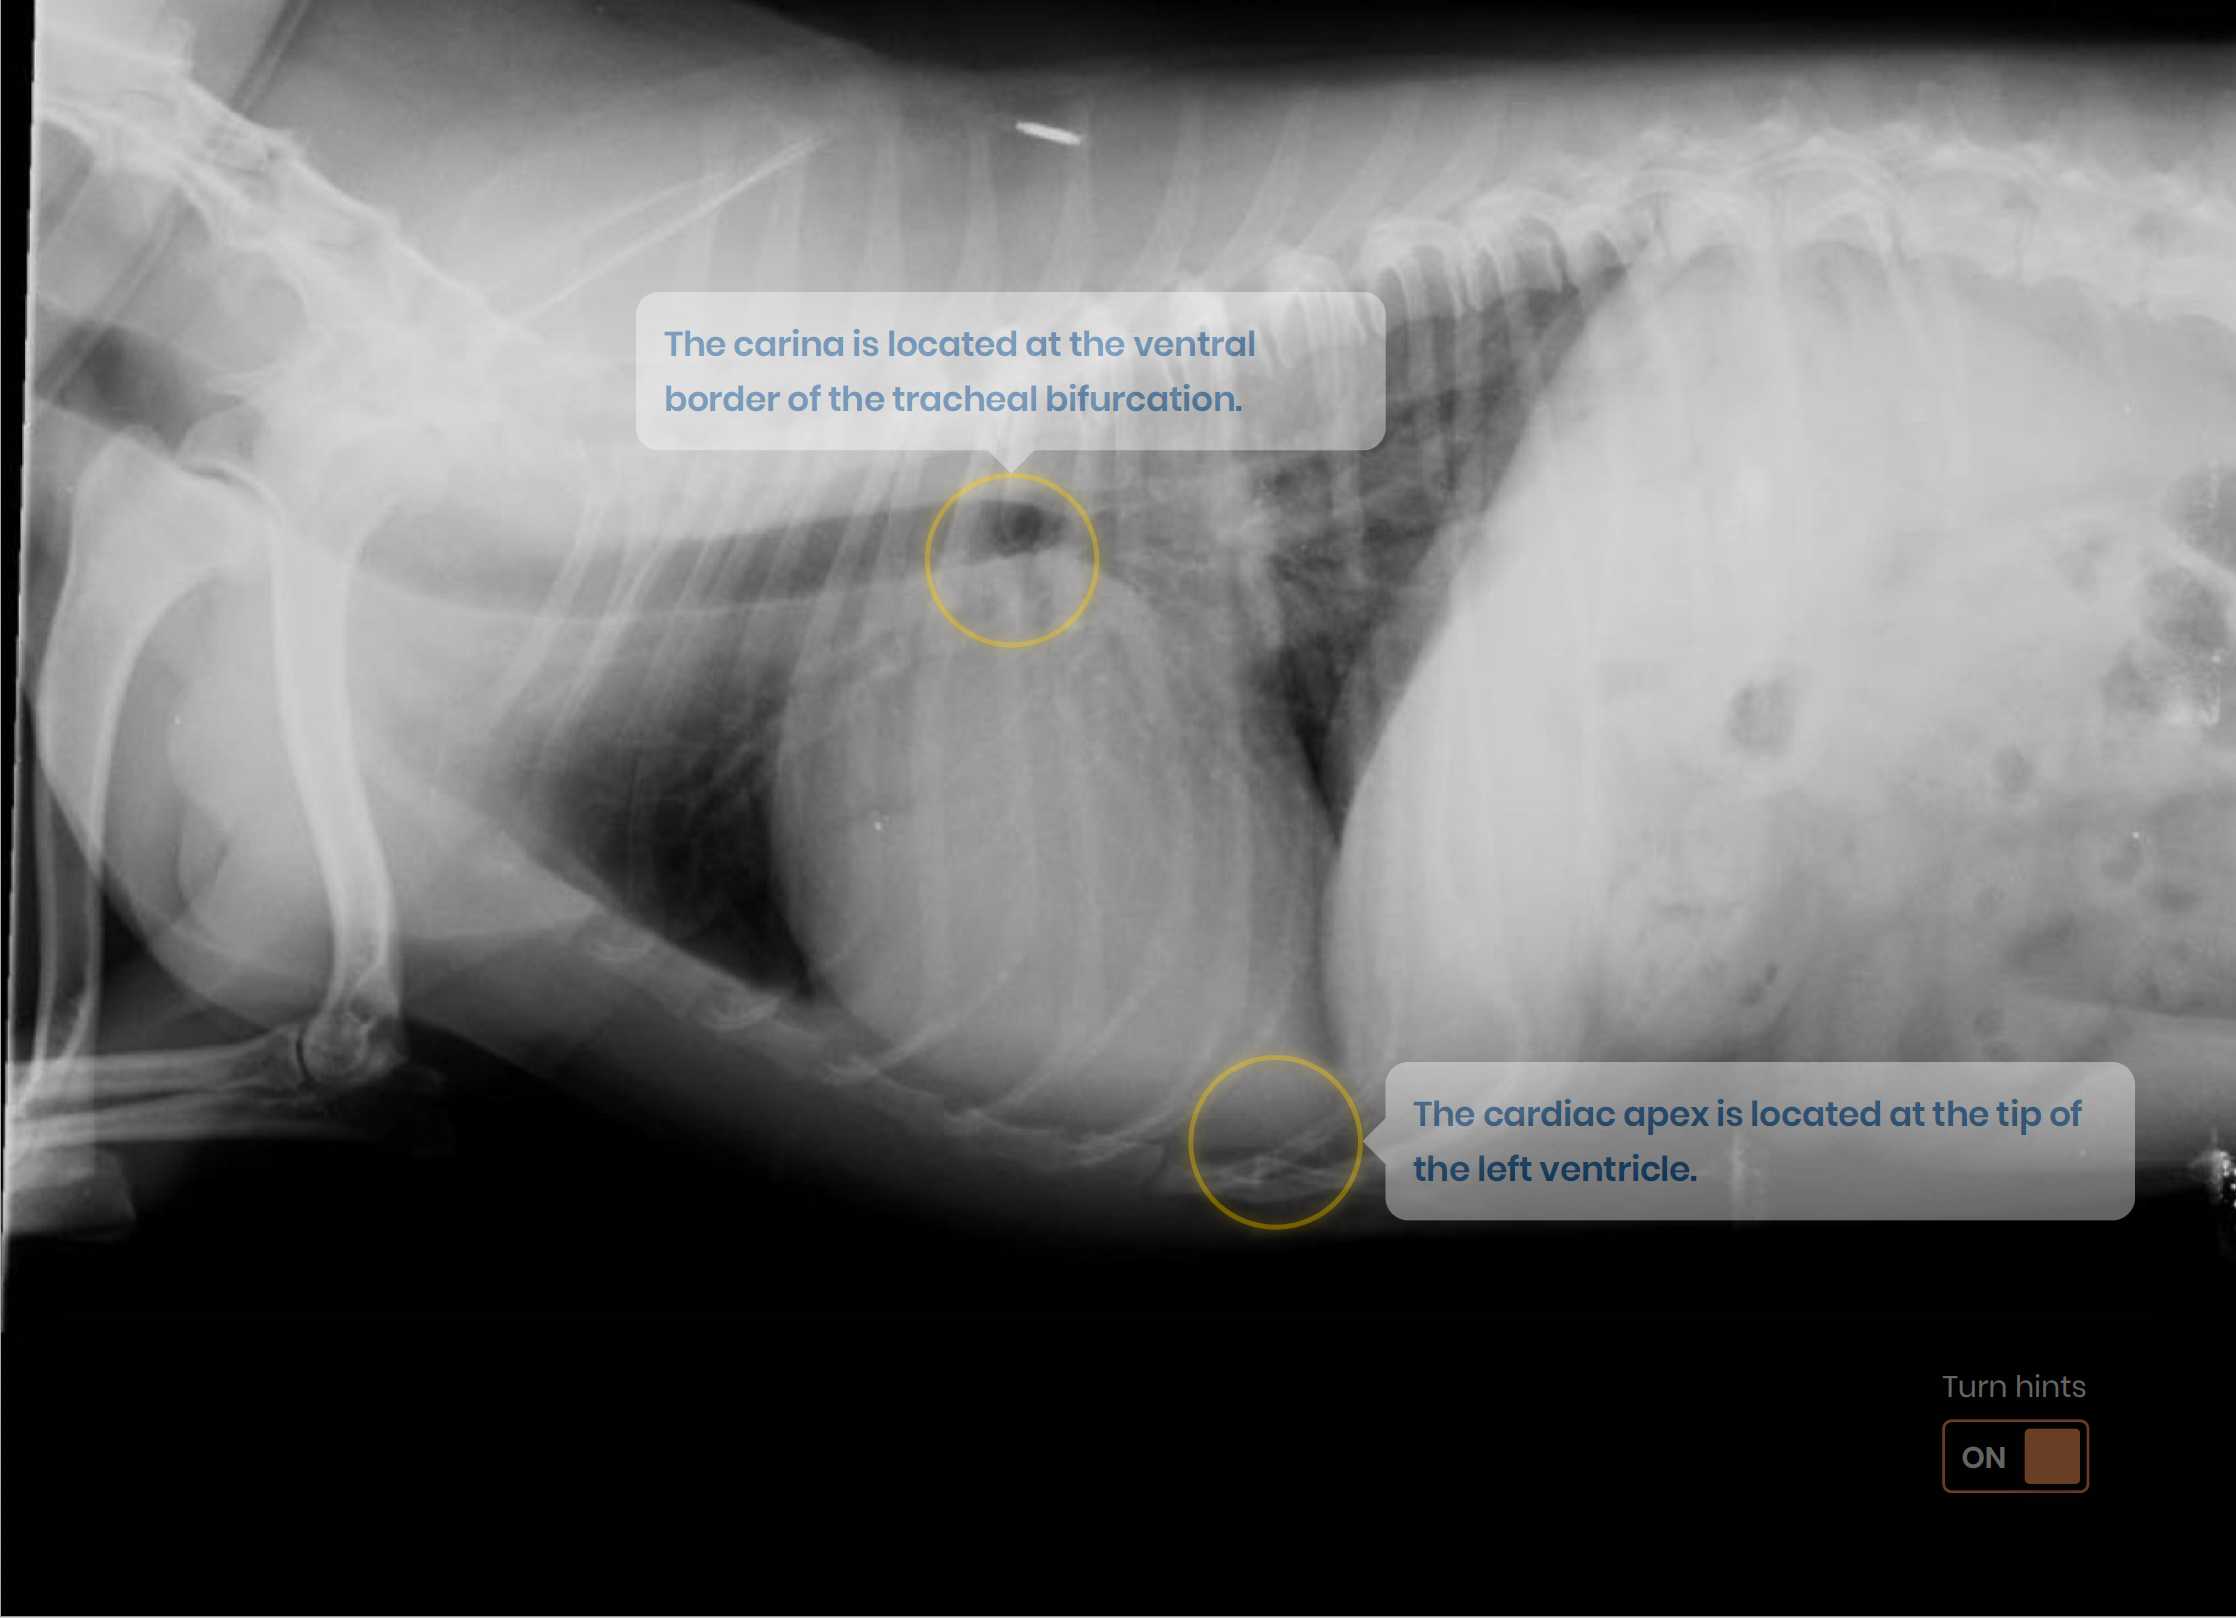 The carina is located at the ventral
border of the tracheal bifurcation.
The cardiac apex is located at the tip of
the left ventricle.
Turn hints
ON